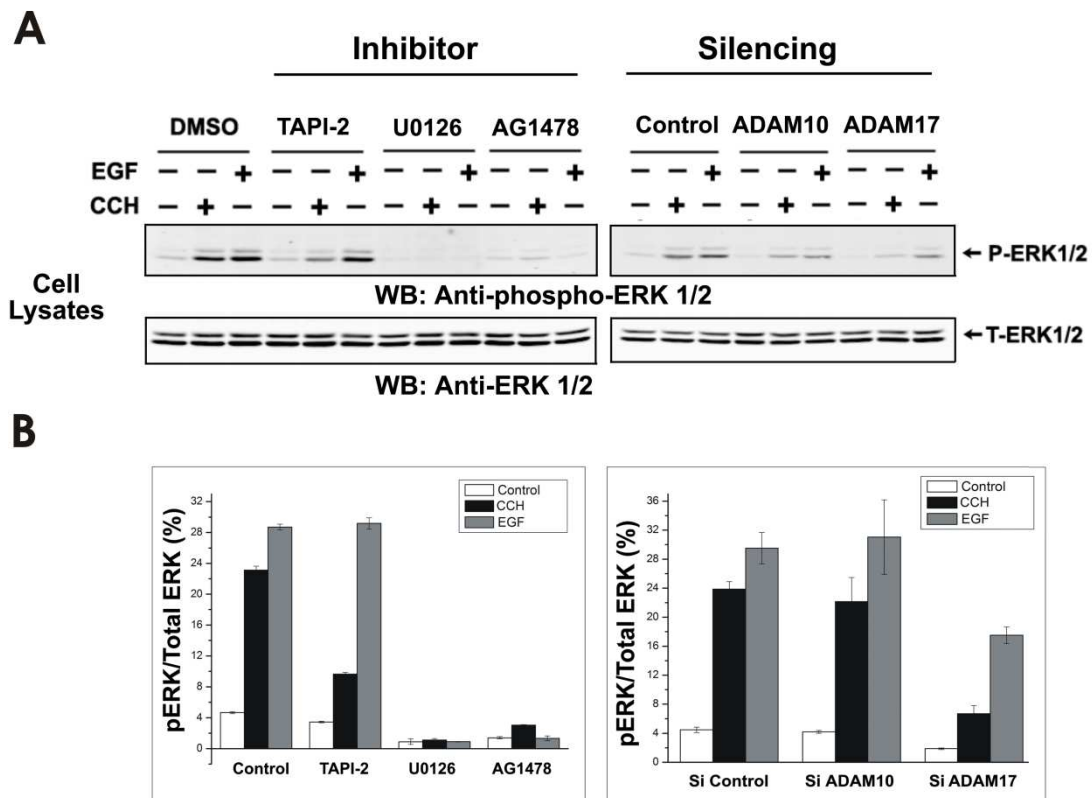 A
Inhibitor Silencing
DMSO TAPI-2 U0126 AG1478 Control ADAM10 ADAM17
EGF − − + − − + − − + − − + − − + − − + − − +
CCH − + − − + − − + − − + − − + − − + − − + −
← P-ERK1/2
Cell
Lysates
WB: Anti-phospho-ERK 1/2
← T-ERK1/2
WB: Anti-ERK 1/2
B
pERK/Total ERK (%)
32
28
24
20
16
12
8
4
0
Control
CCH
EGF
Control TAPI-2 U0126 AG1478
pERK/Total ERK (%)
36
32
28
24
20
16
12
8
4
0
Control
CCH
EGF
Si Control Si ADAM10 Si ADAM17